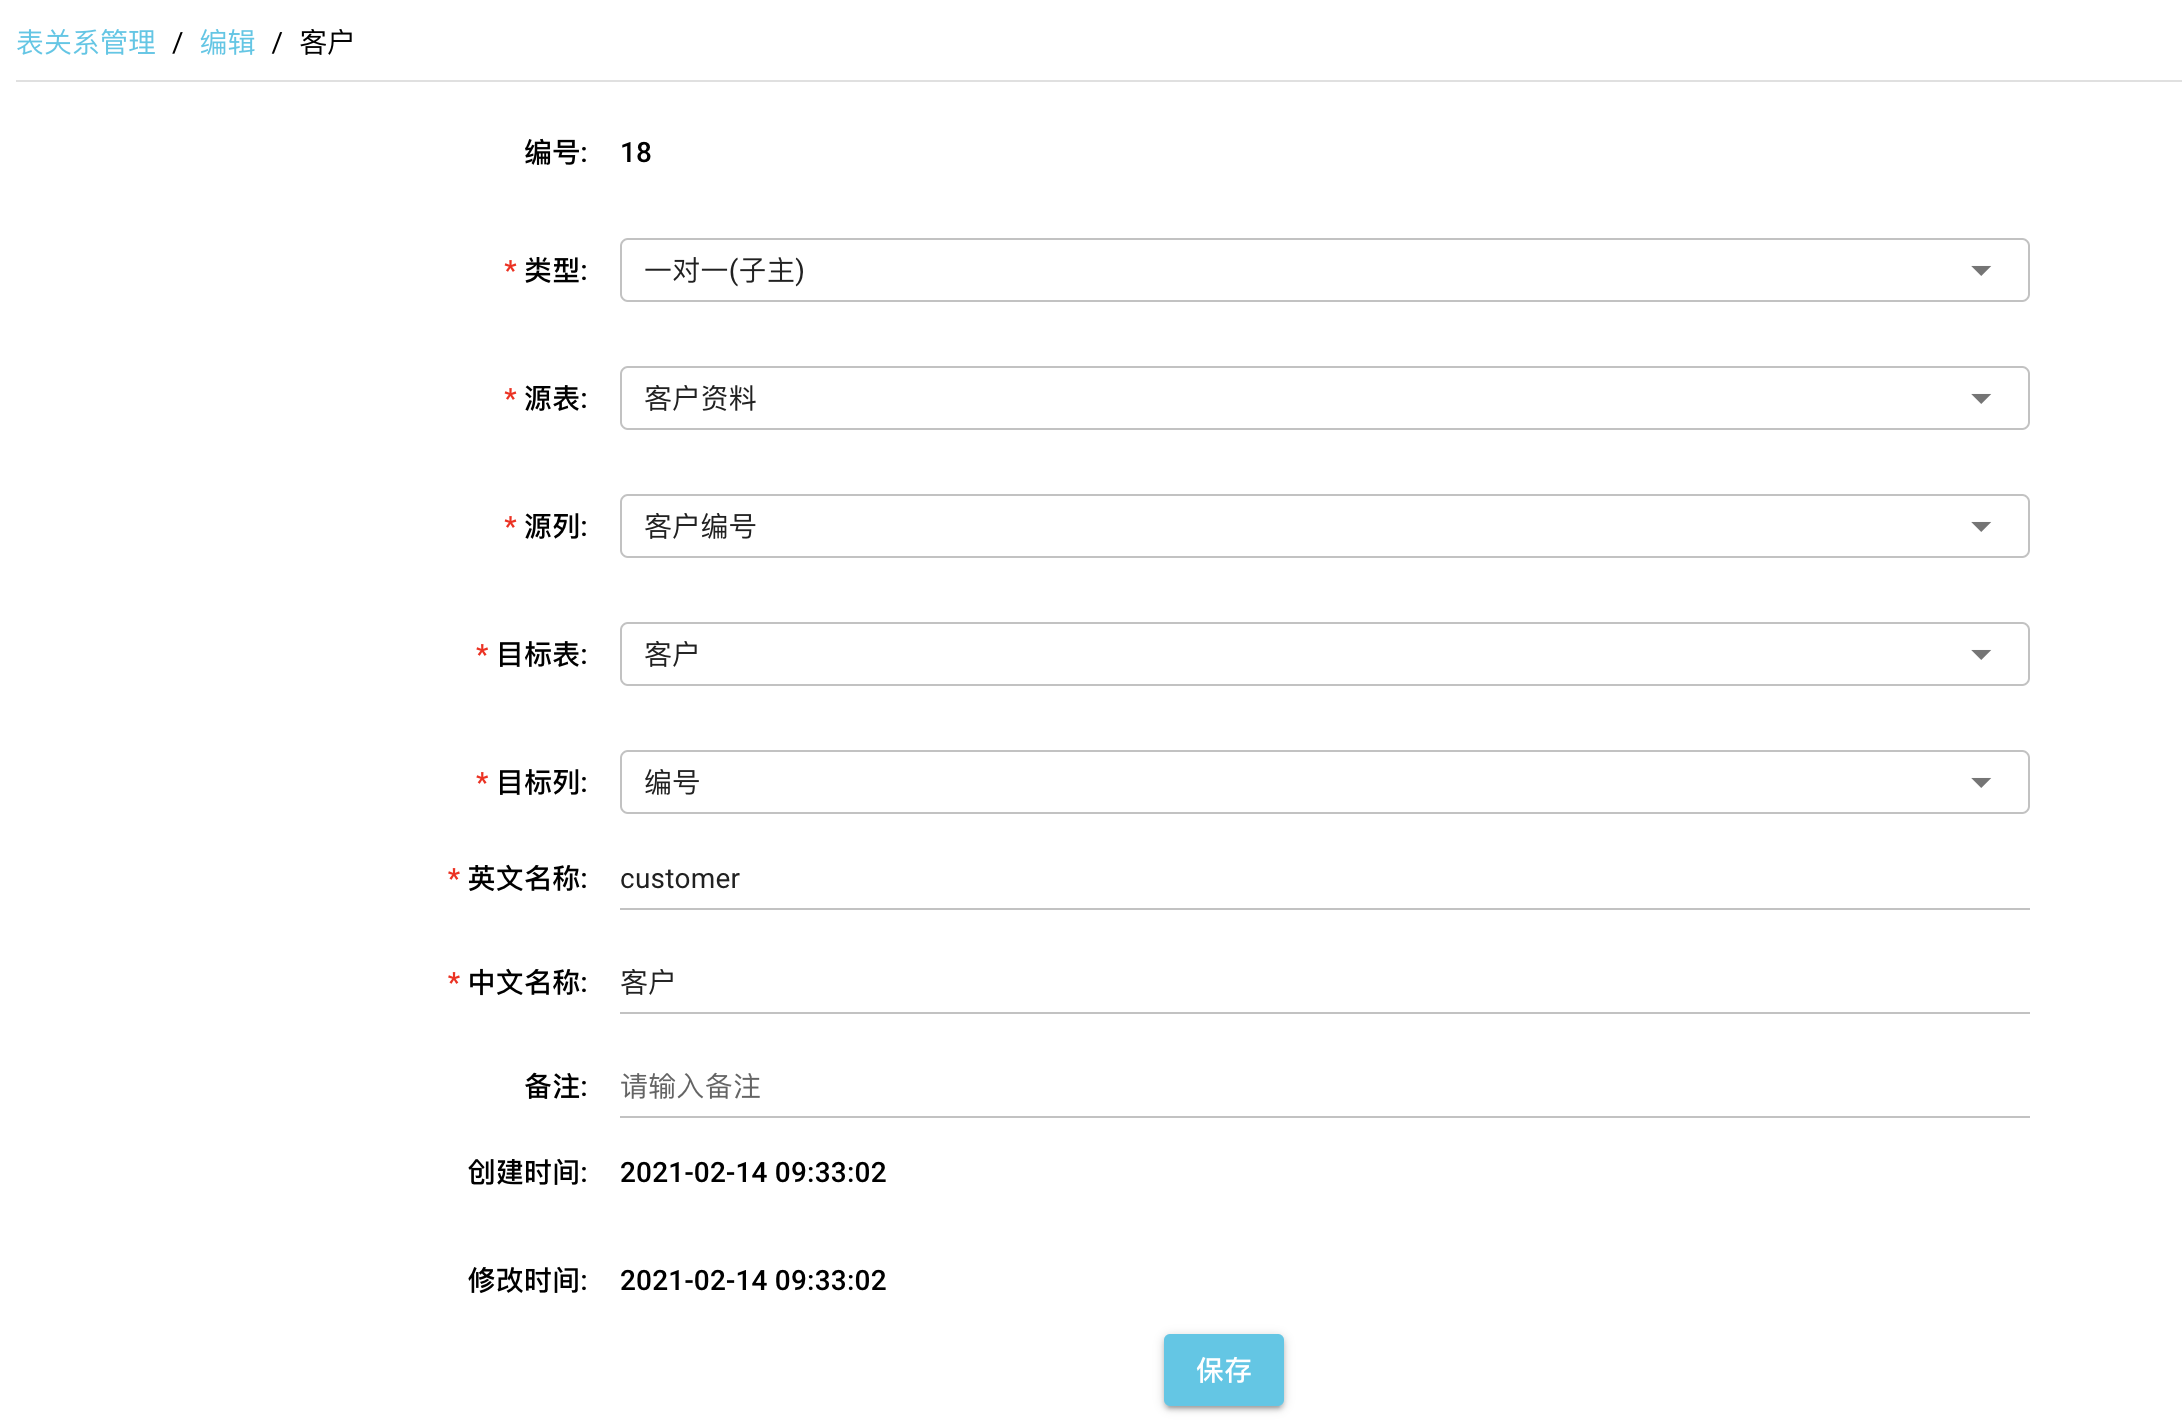 表关系管理 / 编辑 / 客户
编号: 18
* 类型: 一对一(子主)
* 源表: 客户资料
* 源列: 客户编号
* 目标表: 客户
* 目标列: 编号
* 英文名称: customer
* 中文名称: 客户
备注: 请输入备注
创建时间: 2021-02-14 09:33:02
修改时间: 2021-02-14 09:33:02
保存